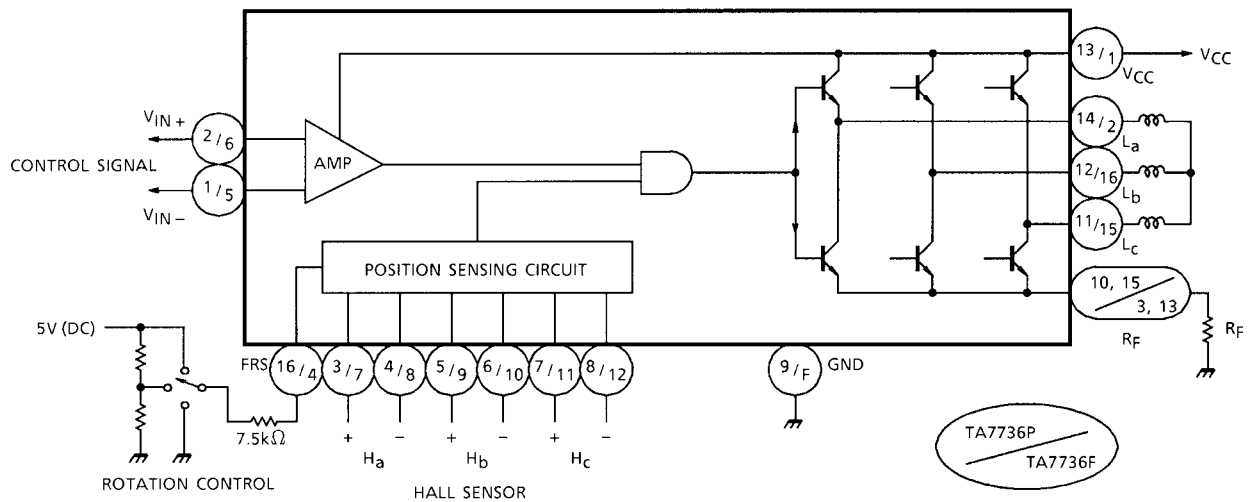 13/1
VCC
VCC
VIN+
2/6
14/2
La
AMP
CONTROL SIGNAL
12/16
Lb
1/5
VIN−
11/15
Lc
POSITION SENSING CIRCUIT
10, 15
3, 13
RF
RF
5V (DC)
FRS
16/4
3/7
4/8
5/9
6/10
7/11
8/12
9/F
GND
7.5kΩ
+
−
+
−
+
−
Ha
Hb
Hc
ROTATION CONTROL
HALL SENSOR
TA7736P
TA7736F